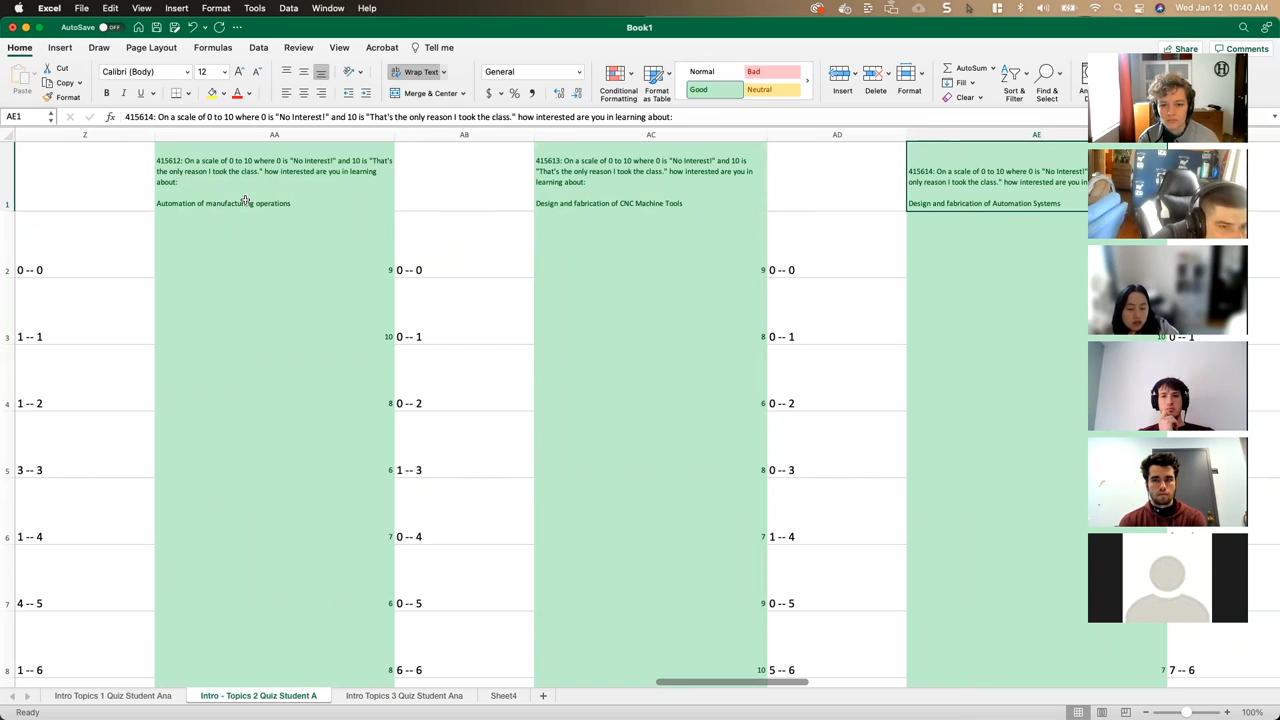 Excel File Edit View Insert Format Tools Data Window Help Wed Jan 12 10:40 AM
AutoSave OFF Book1
Home Insert Draw Page Layout Formulas Data Review View Acrobat Tell me Share Comments
Paste Cut Copy Format
Calibri (Body) 12 Wrap Text General Normal Bad
B I U Merge & Center $ % Good Neutral
Conditional Formatting Format as Table Insert Delete Format
AutoSum Fill Clear Sort & Filter Find & Select
AE1 fx 415614: On a scale of 0 to 10 where 0 is "No Interest!" and 10 is "That's the only reason I took the class." how interested are you in learning about:
Z AA AB AC AD AE
415612: On a scale of 0 to 10 where 0 is "No Interest!" and 10 is "That's
the only reason I took the class." how interested are you in learning
about:
Automation of manufacturing operations
415613: On a scale of 0 to 10 where 0 is "No Interest!" and 10 is
"That's the only reason I took the class." how interested are you in
learning about:
Design and fabrication of CNC Machine Tools
415614: On a scale of 0 to 10 where 0 is "No Interest!"
only reason I took the class." how interested are you in
Design and fabrication of Automation Systems
1
2 0 -- 0 9 0 -- 0 9 0 -- 0
3 1 -- 1 10 0 -- 1 8 0 -- 1 10 0 -- 1
4 1 -- 2 8 0 -- 2 6 0 -- 2
5 3 -- 3 6 1 -- 3 8 0 -- 3
6 1 -- 4 7 0 -- 4 7 1 -- 4
7 4 -- 5 6 0 -- 5 9 0 -- 5
8 1 -- 6 8 6 -- 6 10 5 -- 6 7 7 -- 6
Intro Topics 1 Quiz Student Ana Intro - Topics 2 Quiz Student A Intro Topics 3 Quiz Student Ana Sheet4
Ready 100%